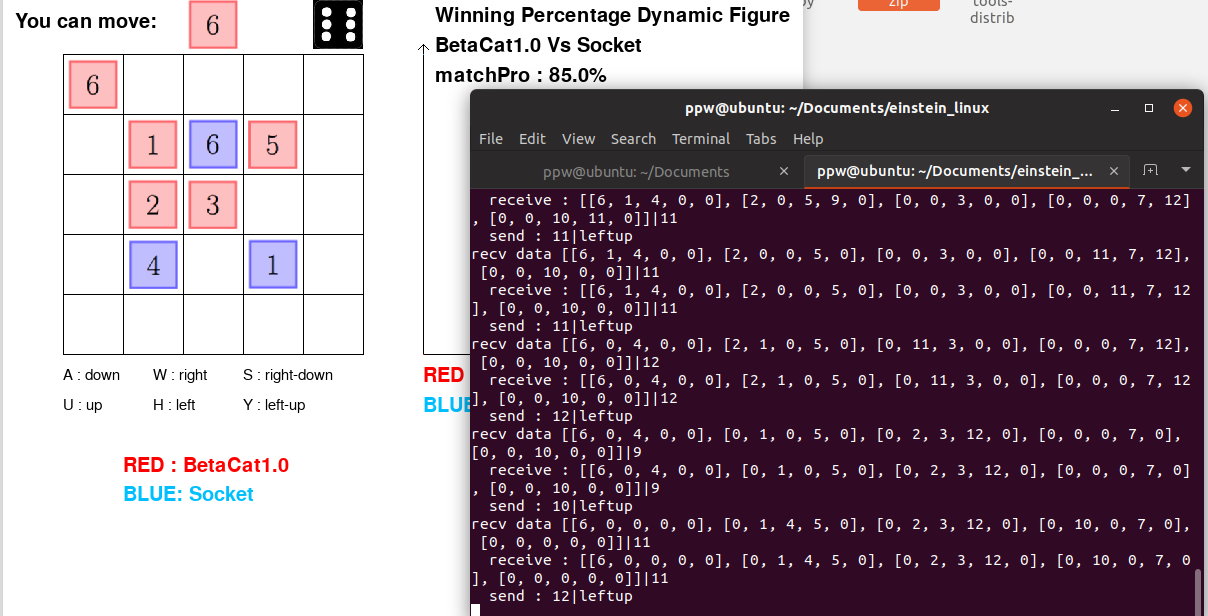 You can move:
6
6
1 6 5
2 3
4 1
A : down W : right S : right-down
U : up H : left Y : left-up
RED : BetaCat1.0
BLUE: Socket
Winning Percentage Dynamic Figure
BetaCat1.0 Vs Socket
matchPro : 85.0%
RED
BLUE
zip
tools-
distrib
ppw@ubuntu: ~/Documents/einstein_linux
File Edit View Search Terminal Tabs Help
ppw@ubuntu: ~/Documents
ppw@ubuntu: ~/Documents/einstein_...
receive : [[6, 1, 4, 0, 0], [2, 0, 5, 9, 0], [0, 0, 3, 0, 0], [0, 0, 0, 7, 12]
, [0, 0, 10, 11, 0]]|11
send : 11|leftup
recv data [[6, 1, 4, 0, 0], [2, 0, 0, 5, 0], [0, 0, 3, 0, 0], [0, 0, 11, 7, 12],
[0, 0, 10, 0, 0]]|11
receive : [[6, 1, 4, 0, 0], [2, 0, 0, 5, 0], [0, 0, 3, 0, 0], [0, 0, 11, 7, 12
], [0, 0, 10, 0, 0]]|11
send : 11|leftup
recv data [[6, 0, 4, 0, 0], [2, 1, 0, 5, 0], [0, 11, 3, 0, 0], [0, 0, 0, 7, 12],
[0, 0, 10, 0, 0]]|12
receive : [[6, 0, 4, 0, 0], [2, 1, 0, 5, 0], [0, 11, 3, 0, 0], [0, 0, 0, 7, 12
], [0, 0, 10, 0, 0]]|12
send : 12|leftup
recv data [[6, 0, 4, 0, 0], [0, 1, 0, 5, 0], [0, 2, 3, 12, 0], [0, 0, 0, 7, 0],
[0, 0, 10, 0, 0]]|9
receive : [[6, 0, 4, 0, 0], [0, 1, 0, 5, 0], [0, 2, 3, 12, 0], [0, 0, 0, 7, 0]
, [0, 0, 10, 0, 0]]|9
send : 10|leftup
recv data [[6, 0, 0, 0, 0], [0, 1, 4, 5, 0], [0, 2, 3, 12, 0], [0, 10, 0, 7, 0],
[0, 0, 0, 0, 0]]|11
receive : [[6, 0, 0, 0, 0], [0, 1, 4, 5, 0], [0, 2, 3, 12, 0], [0, 10, 0, 7, 0
], [0, 0, 0, 0, 0]]|11
send : 12|leftup